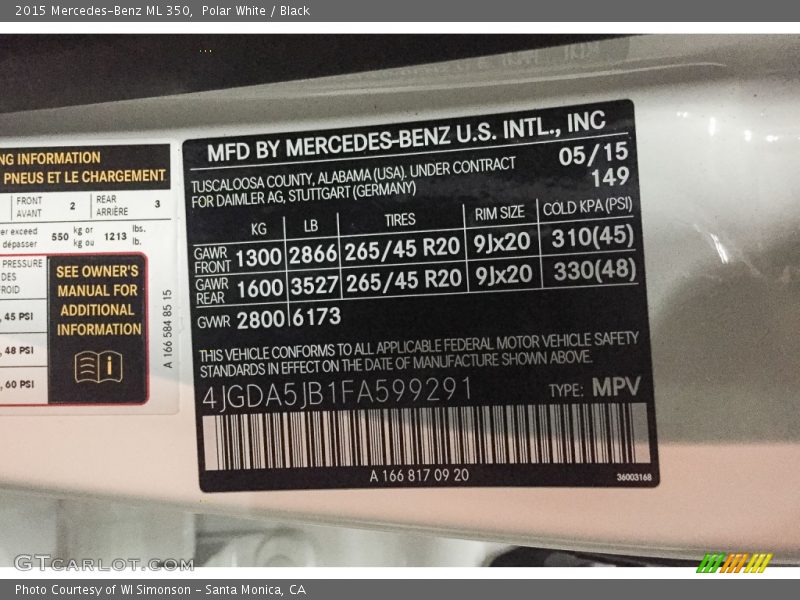 2015 Mercedes-Benz ML 350, Polar White / Black
NG INFORMATION
PNEUS ET LE CHARGEMENT
FRONT
AVANT
2
REAR
ARRIÈRE
3
er exceed
dépasser
550
kg or
kg ou
1213
lbs.
lb.
PRESSURE
DES
FROID
, 45 PSI
, 48 PSI
, 60 PSI
SEE OWNER'S
MANUAL FOR
ADDITIONAL
INFORMATION
A 166 584 85 15
MFD BY MERCEDES-BENZ U.S. INTL., INC
TUSCALOOSA COUNTY, ALABAMA (USA). UNDER CONTRACT
FOR DAIMLER AG, STUTTGART (GERMANY)
05/15
149
KG LB TIRES RIM SIZE COLD KPA (PSI)
GAWR
FRONT
1300 2866 265/45 R20 9Jx20 310(45)
GAWR
REAR
1600 3527 265/45 R20 9Jx20 330(48)
GWR 2800 6173
THIS VEHICLE CONFORMS TO ALL APPLICABLE FEDERAL MOTOR VEHICLE SAFETY
STANDARDS IN EFFECT ON THE DATE OF MANUFACTURE SHOWN ABOVE.
4JGDA5JB1FA599291 TYPE: MPV
A 166 817 09 20
36003168
GTcarlot.com
Photo Courtesy of WI Simonson - Santa Monica, CA